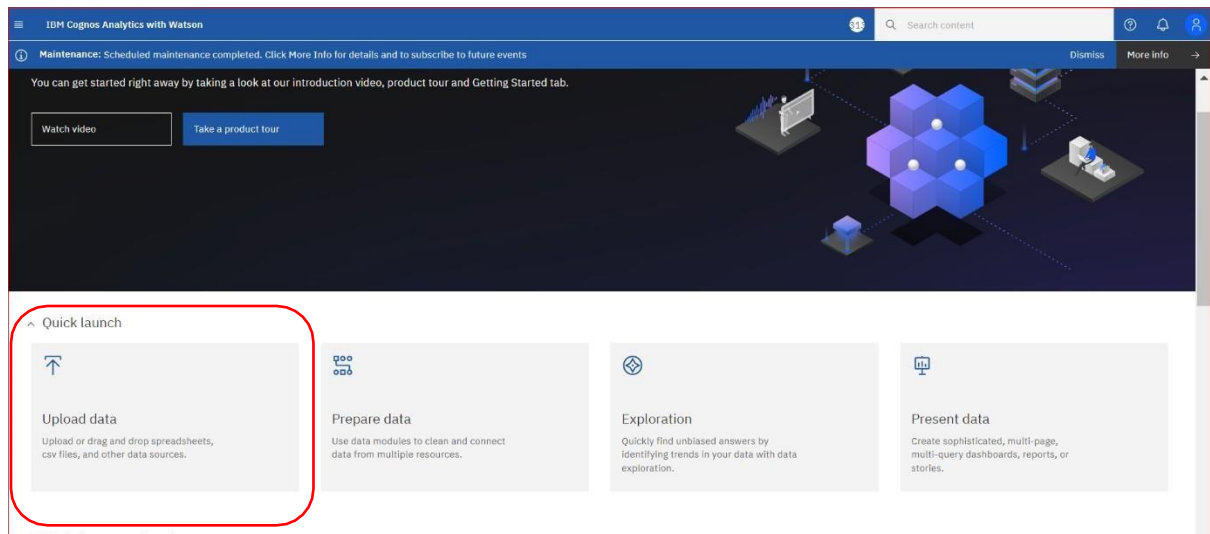 IBM Cognos Analytics with Watson
Search content
Maintenance: Scheduled maintenance completed. Click More Info for details and to subscribe to future events
Dismiss
More info
You can get started right away by taking a look at our introduction video, product tour and Getting Started tab.
Watch video
Take a product tour
Quick launch
Upload data
Upload or drag and drop spreadsheets,
csv files, and other data sources.
Prepare data
Use data modules to clean and connect
data from multiple resources.
Exploration
Quickly find unbiased answers by
identifying trends in your data with data
exploration.
Present data
Create sophisticated, multi-page,
multi-query dashboards, reports, or
stories.